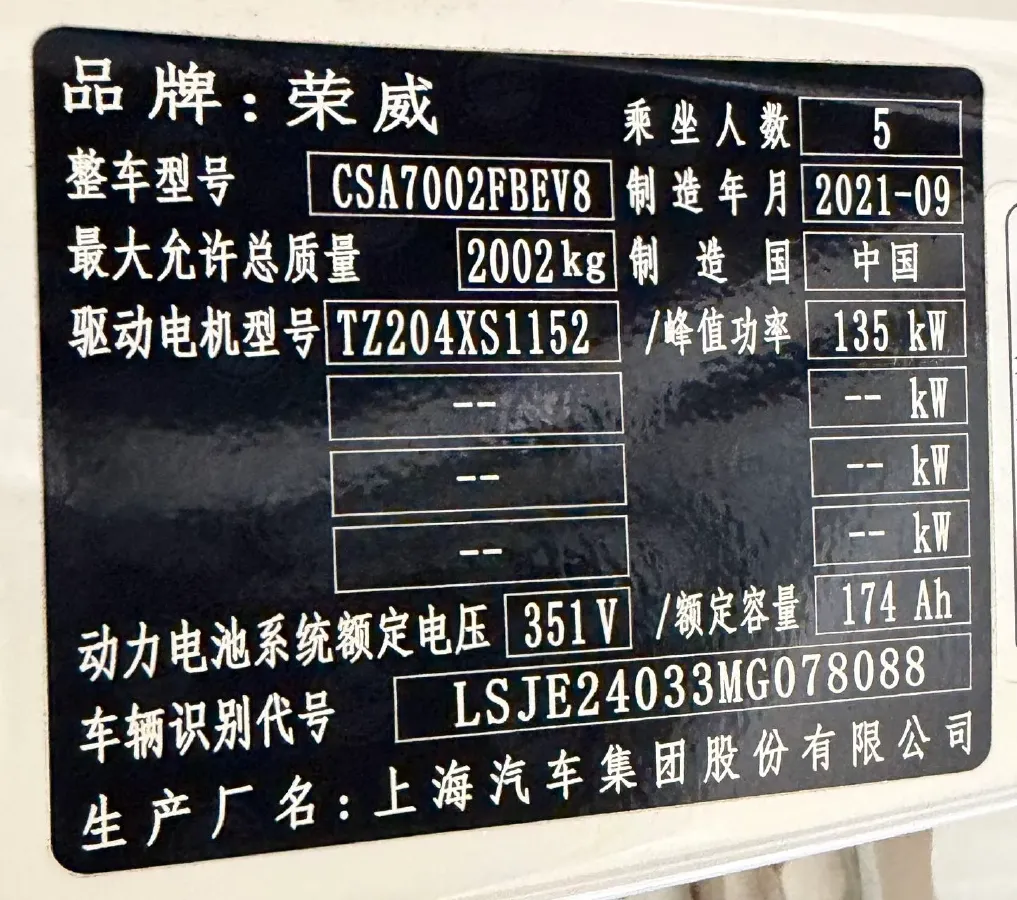 品牌：荣威 乘坐人数 5
整车型号 CSA7002FBEV8 制造年月 2021-09
最大允许总质量 2002kg 制造国 中国
驱动电机型号 TZ204XS1152 /峰值功率 135 kW
-- -- kW
-- -- kW
-- -- kW
动力电池系统额定电压 351V /额定容量 174 Ah
车辆识别代号 LSJE24033MG078088
生产厂名：上海汽车集团股份有限公司